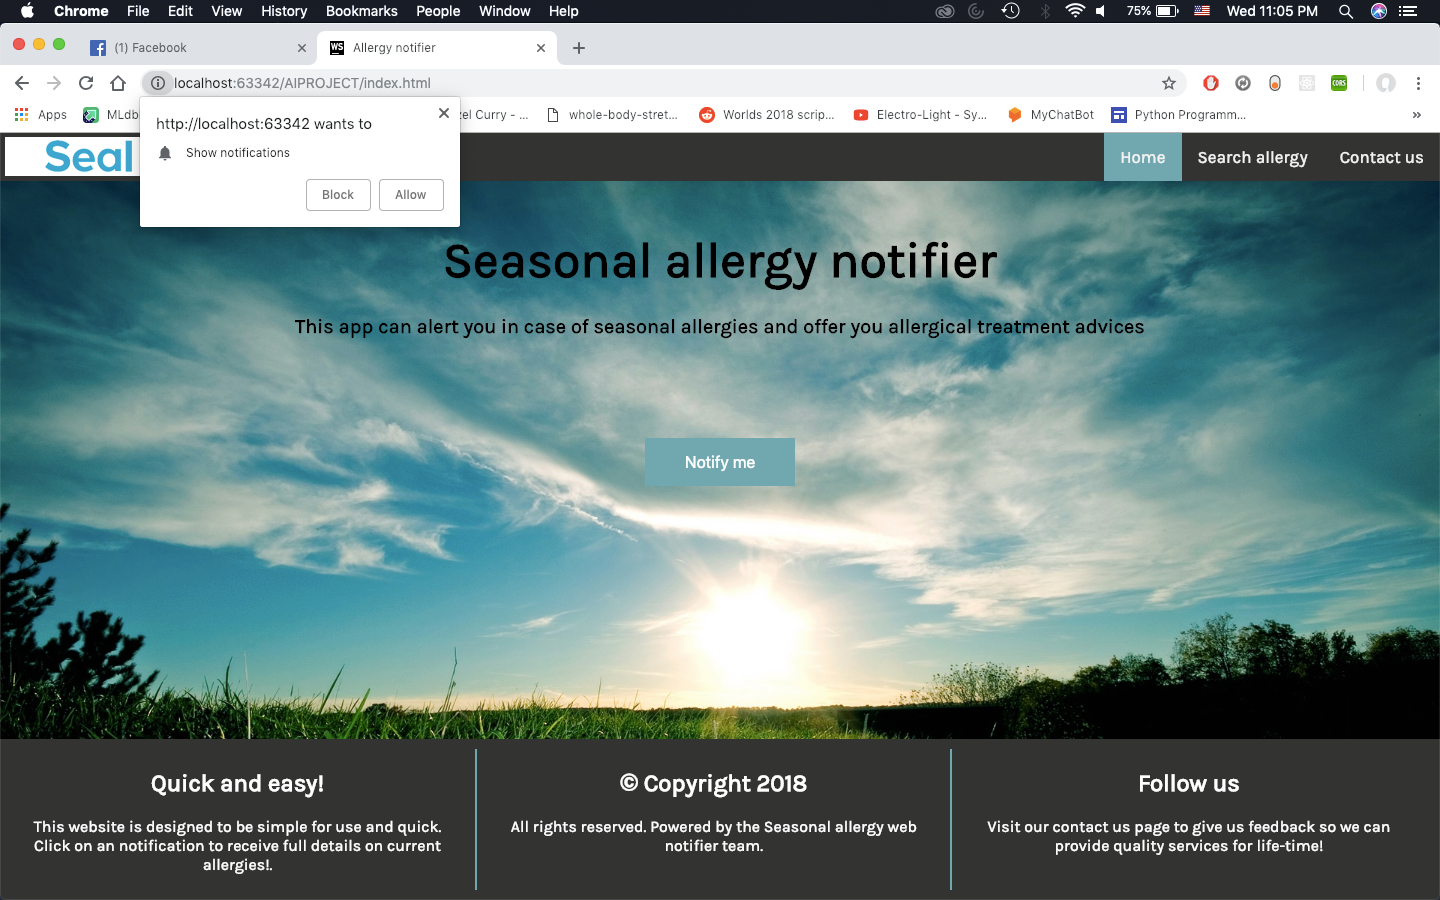 Chrome File Edit View History Bookmarks People Window Help 75% Wed 11:05 PM
(1) Facebook
WS Allergy notifier
localhost:63342/AIPROJECT/index.html
CORS
Apps MLdb zel Curry - ... whole-body-stret... Worlds 2018 scrip... Electro-Light - Sy... MyChatBot Python Programm... »
http://localhost:63342 wants to
Show notifications
Block Allow
Seal
Home Search allergy Contact us
Seasonal allergy notifier
This app can alert you in case of seasonal allergies and offer you allergical treatment advices
Notify me
Quick and easy!
This website is designed to be simple for use and quick.
Click on an notification to receive full details on current
allergies!.
© Copyright 2018
All rights reserved. Powered by the Seasonal allergy web
notifier team.
Follow us
Visit our contact us page to give us feedback so we can
provide quality services for life-time!